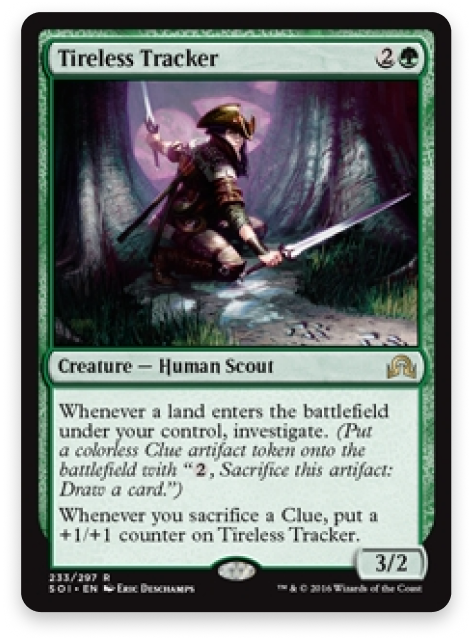 Tireless Tracker 2
Creature — Human Scout
Whenever a land enters the battlefield
under your control, investigate. (Put
a colorless Clue artifact token onto the
battlefield with “2, Sacrifice this artifact:
Draw a card.”)
Whenever you sacrifice a Clue, put a
+1/+1 counter on Tireless Tracker.
3/2
233/297 R
SOI • EN Eric Deschamps
™ & © 2016 Wizards of the Coast